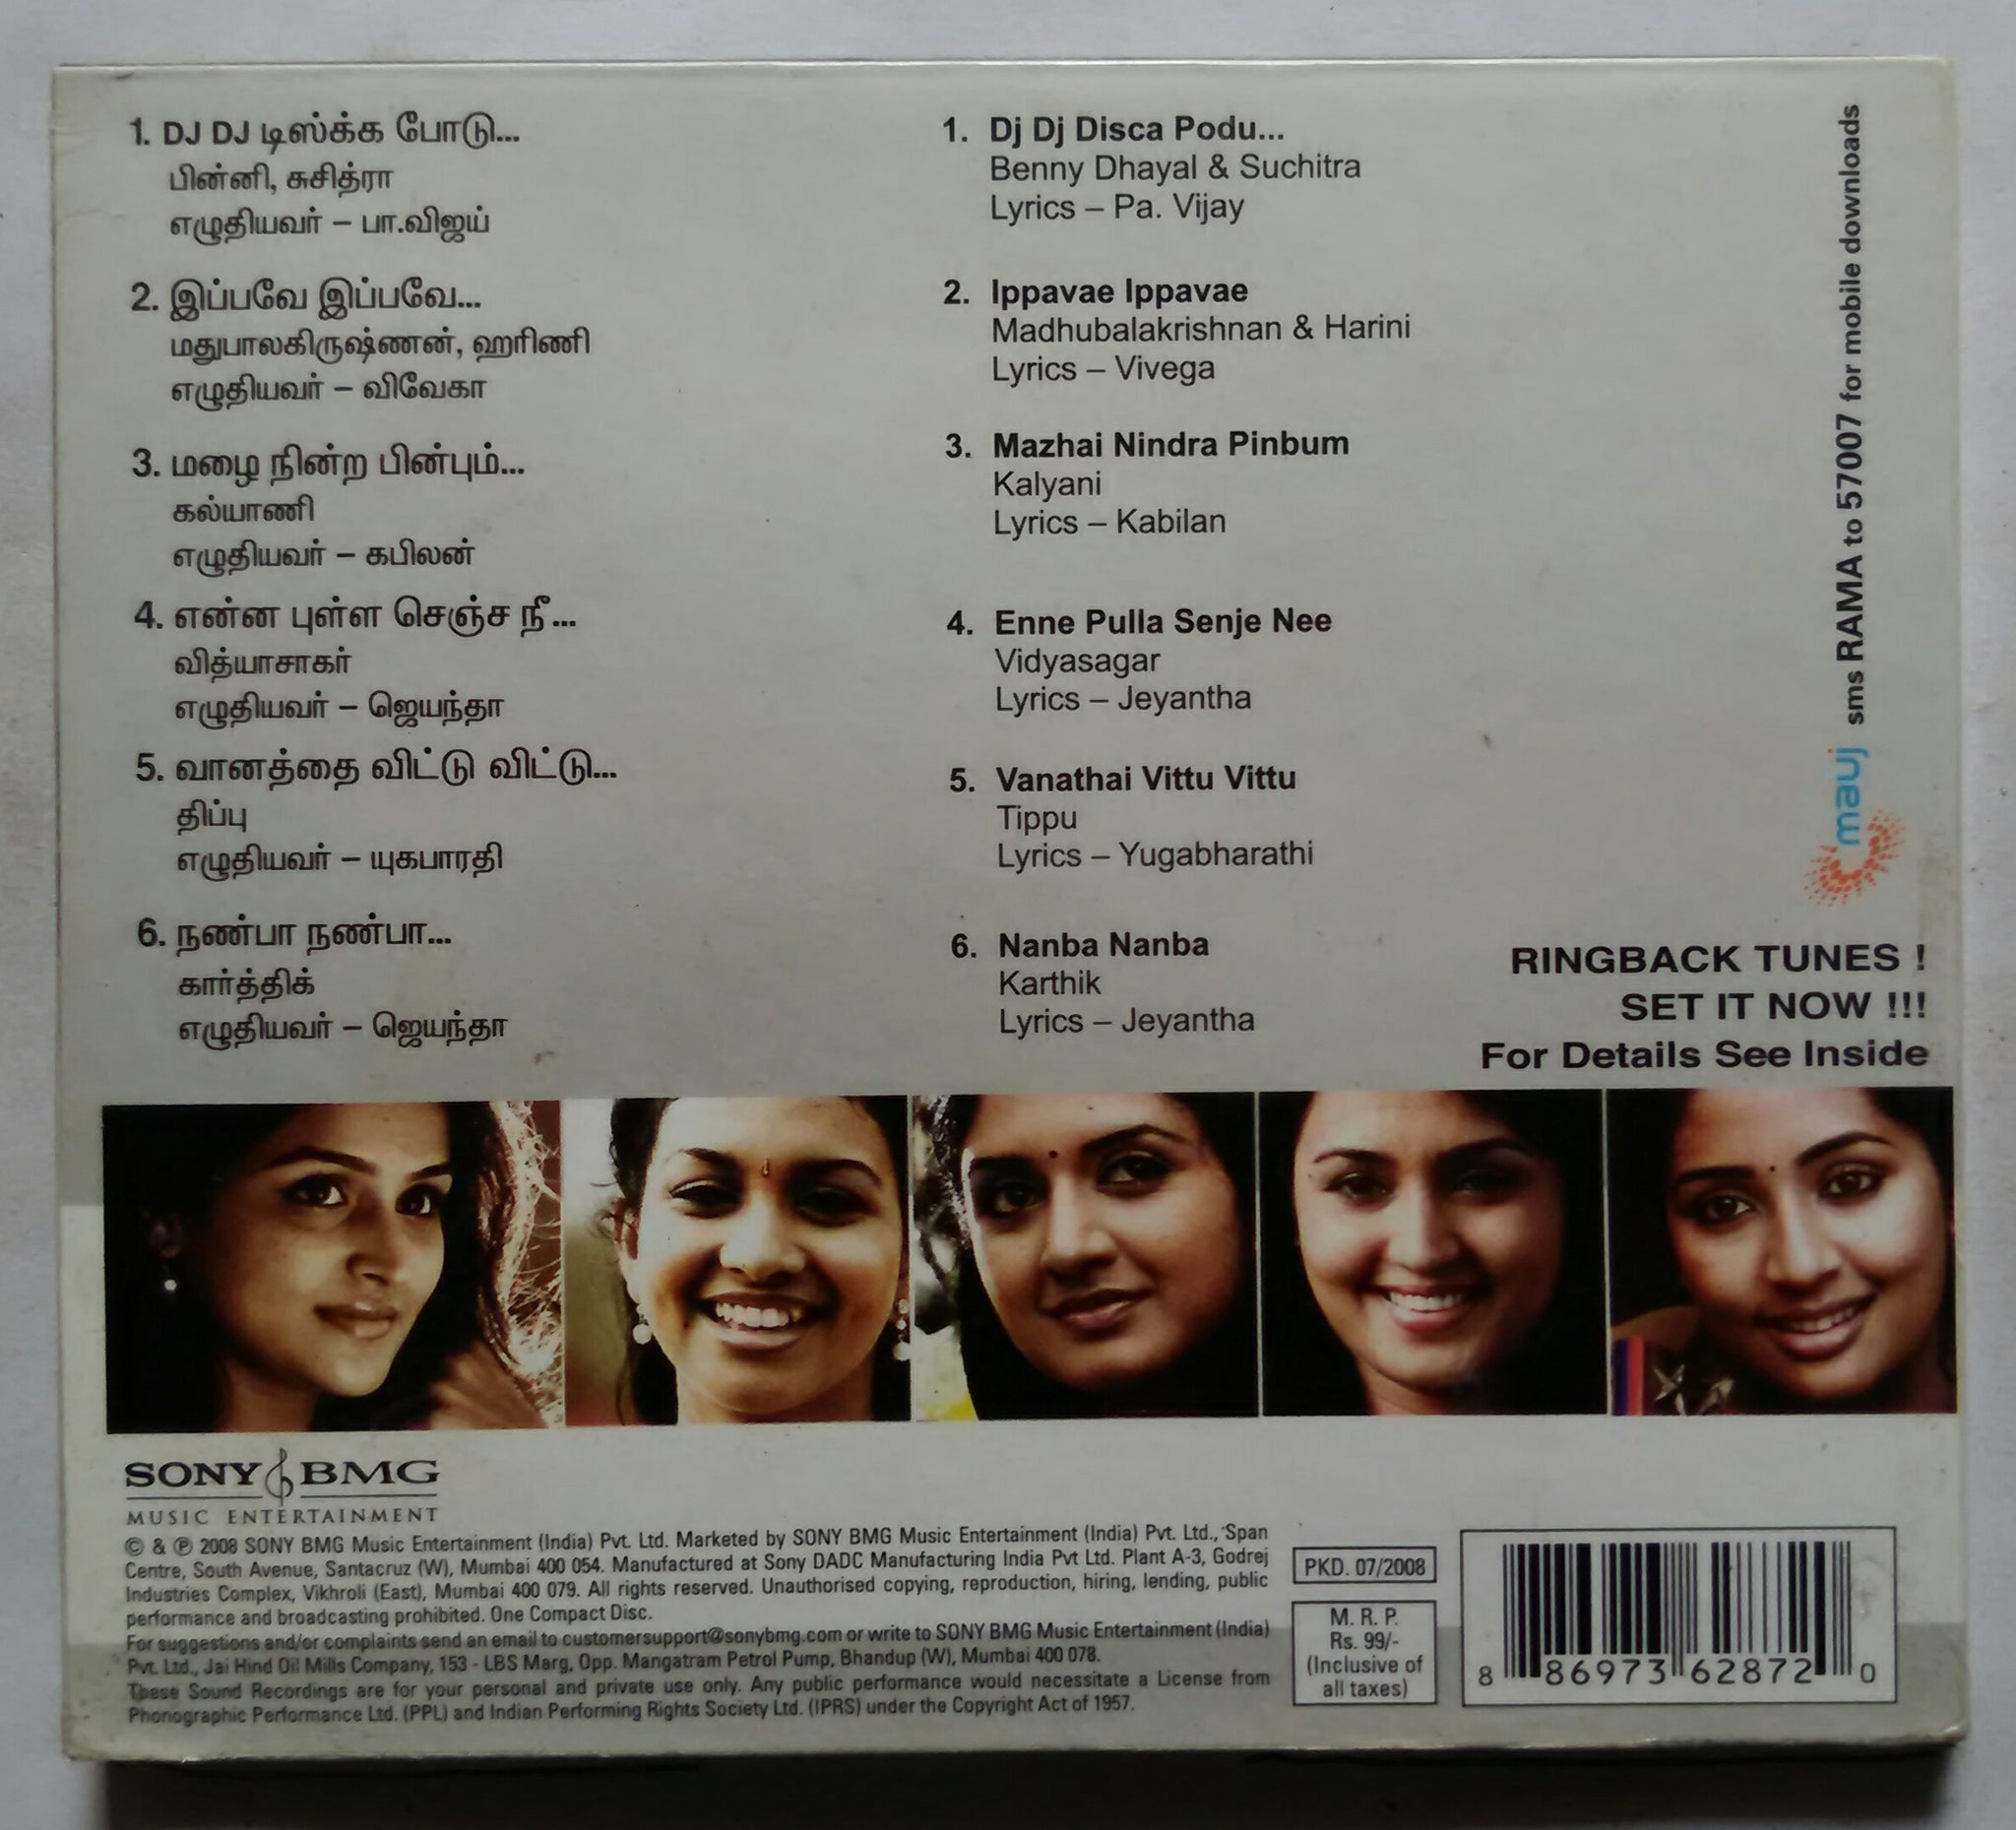 1. DJ DJ டிஸ்க்க போடு...
பின்னி, சுசித்ரா
எழுதியவர் – பா.விஜய்
2. இப்பவே இப்பவே...
மதுபாலகிருஷ்ணன், ஹரிணி
எழுதியவர் – விவேகா
3. மழை நின்ற பின்பும்...
கல்யாணி
எழுதியவர் – கபிலன்
4. என்ன புள்ள செஞ்ச நீ...
வித்யாசாகர்
எழுதியவர் – ஜெயந்தா
5. வானத்தை விட்டு விட்டு...
திப்பு
எழுதியவர் – யுகபாரதி
6. நண்பா நண்பா...
கார்த்திக்
எழுதியவர் – ஜெயந்தா
1. Dj Dj Disca Podu...
Benny Dhayal & Suchitra
Lyrics – Pa. Vijay
2. Ippavae Ippavae
Madhubalakrishnan & Harini
Lyrics – Vivega
3. Mazhai Nindra Pinbum
Kalyani
Lyrics – Kabilan
4. Enne Pulla Senje Nee
Vidyasagar
Lyrics – Jeyantha
5. Vanathai Vittu Vittu
Tippu
Lyrics – Yugabharathi
6. Nanba Nanba
Karthik
Lyrics – Jeyantha
mauj sms RAMA to 57007 for mobile downloads
RINGBACK TUNES !
SET IT NOW !!!
For Details See Inside
SONY BMG
MUSIC ENTERTAINMENT
© & ℗ 2008 SONY BMG Music Entertainment (India) Pvt. Ltd. Marketed by SONY BMG Music Entertainment (India) Pvt. Ltd., Span
Centre, South Avenue, Santacruz (W), Mumbai 400 054. Manufactured at Sony DADC Manufacturing India Pvt Ltd. Plant A-3, Godrej
Industries Complex, Vikhroli (East), Mumbai 400 079. All rights reserved. Unauthorised copying, reproduction, hiring, lending, public
performance and broadcasting prohibited. One Compact Disc.
For suggestions and/or complaints send an email to customersupport@sonybmg.com or write to SONY BMG Music Entertainment (India)
Pvt. Ltd., Jai Hind Oil Mills Company, 153 - LBS Marg, Opp. Mangatram Petrol Pump, Bhandup (W), Mumbai 400 078.
These Sound Recordings are for your personal and private use only. Any public performance would necessitate a License from
Phonographic Performance Ltd. (PPL) and Indian Performing Rights Society Ltd. (IPRS) under the Copyright Act of 1957.
PKD. 07/2008
M. R. P.
Rs. 99/-
(Inclusive of
all taxes)
8 86973 62872 0